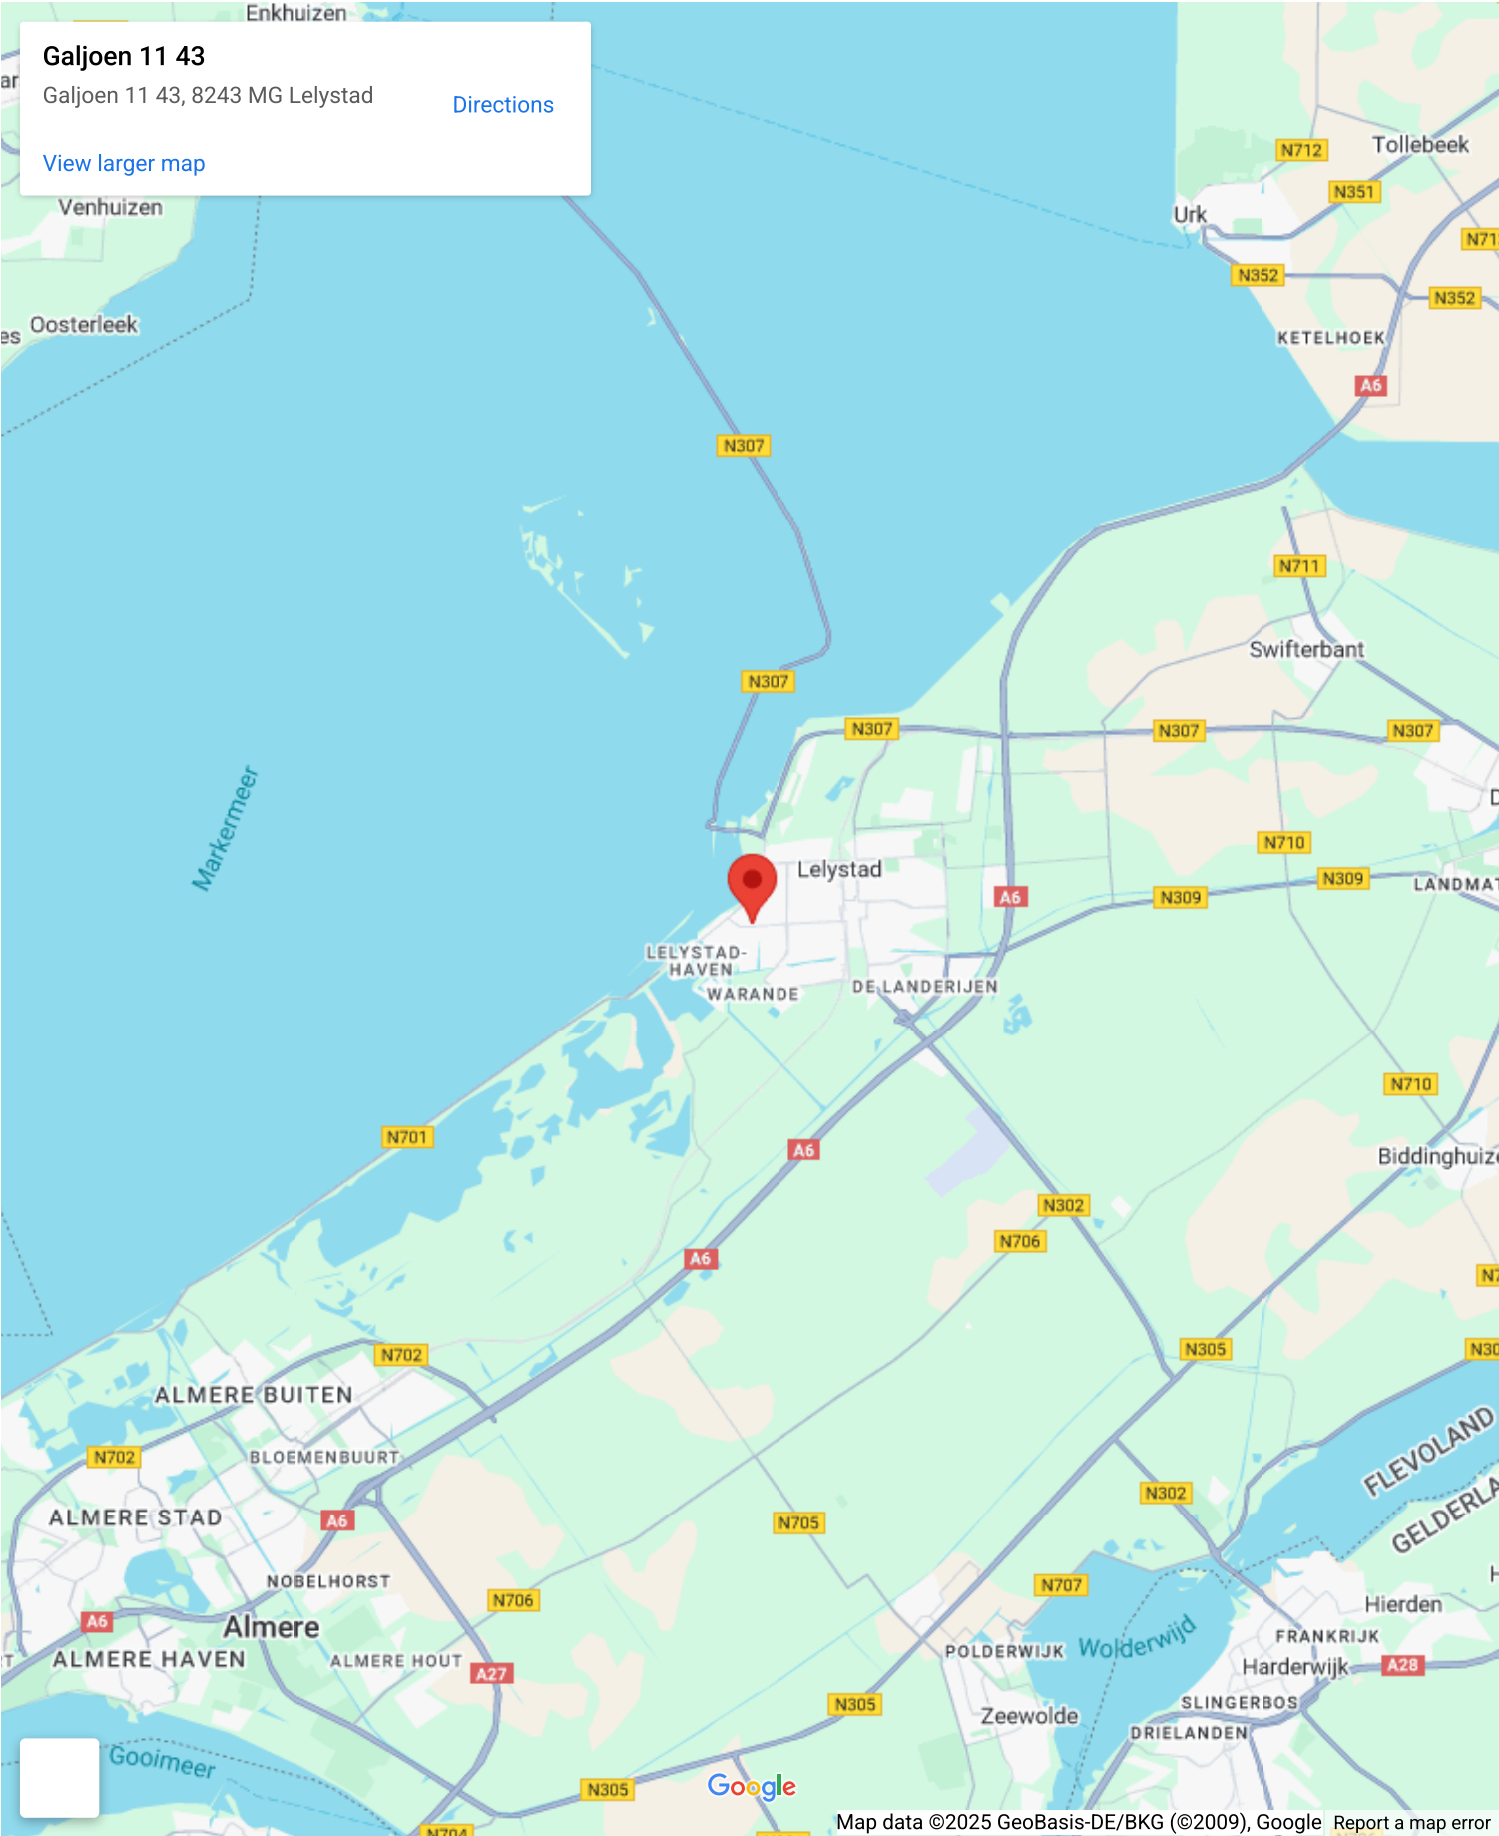 Enkhuizen
Galjoen 11 43
Galjoen 11 43, 8243 MG Lelystad
Directions
View larger map
Venhuizen
Oosterleek
N712
Tollebeek
N351
Urk
N352
N352
KETELHOEK
A6
N307
N711
Swifterbant
N307
N307
N307
N307
Markermeer
N710
Lelystad
A6
N309
N309
LELYSTAD-
HAVEN
WARANDE
DE LANDERIJEN
N710
N701
A6
N302
N706
A6
N305
N702
ALMERE BUITEN
FLEVOLAND
N702
BLOEMENBUURT
N302
ALMERE STAD
A6
N705
NOBELHORST
N706
N707
Hierden
A6
Almere
Wolderwijd
FRANKRIJK
POLDERWIJK
ALMERE HAVEN
ALMERE HOUT
A27
Harderwijk
A28
SLINGERBOS
N305
Zeewolde
DRIELANDEN
Gooimeer
N305
Google
N704
Map data ©2025 GeoBasis-DE/BKG (©2009), Google
Report a map error